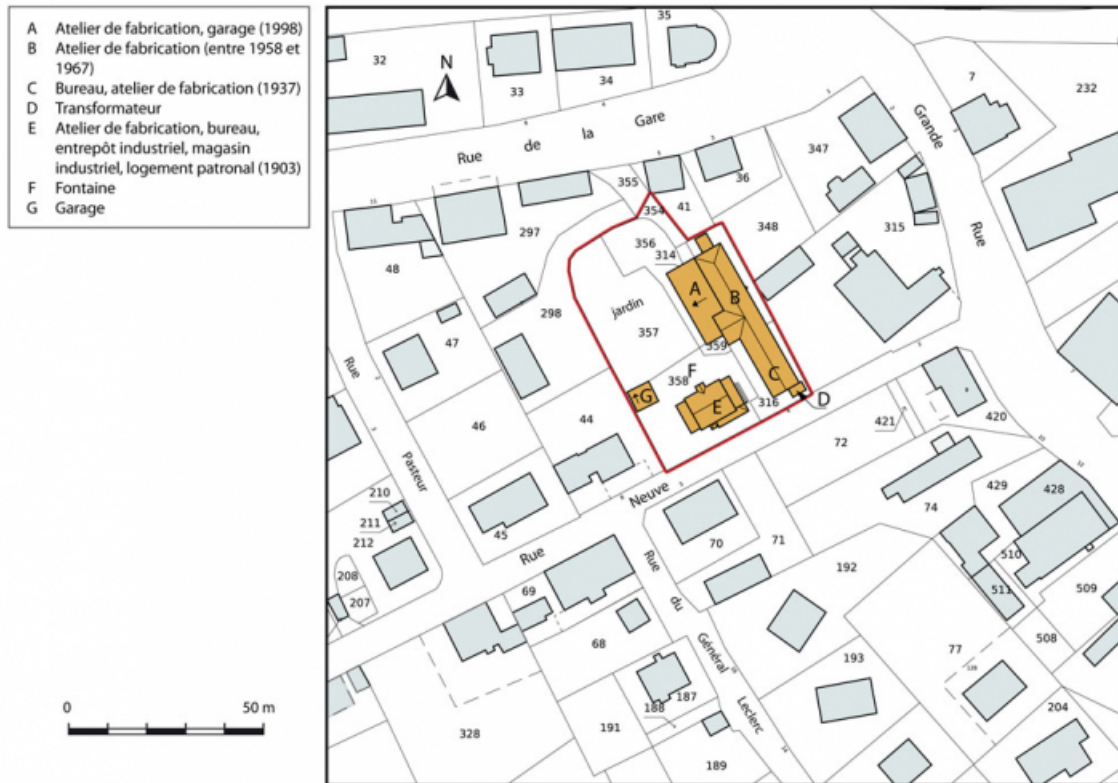 A Atelier de fabrication, garage (1998)
B Atelier de fabrication (entre 1958 et
1967)
C Bureau, atelier de fabrication (1937)
D Transformateur
E Atelier de fabrication, bureau,
entrepôt industriel, magasin
industriel, logement patronal (1903)
F Fontaine
G Garage
0 50 m
N
32
33
34
35
7
232
Rue de la Gare
Grande Rue
347
355
36
354
41
356
314
348
315
297
48
298
jardin
357
A
B
47
359
F
358
C
G
E
316
D
46
44
421
420
72
Rue Pasteur
Rue Neuve
45
210
211
212
208
207
70
71
74
429
428
510
511
509
192
69
68
Rue du Général Leclerc
77
508
193
187
188
191
328
189
204